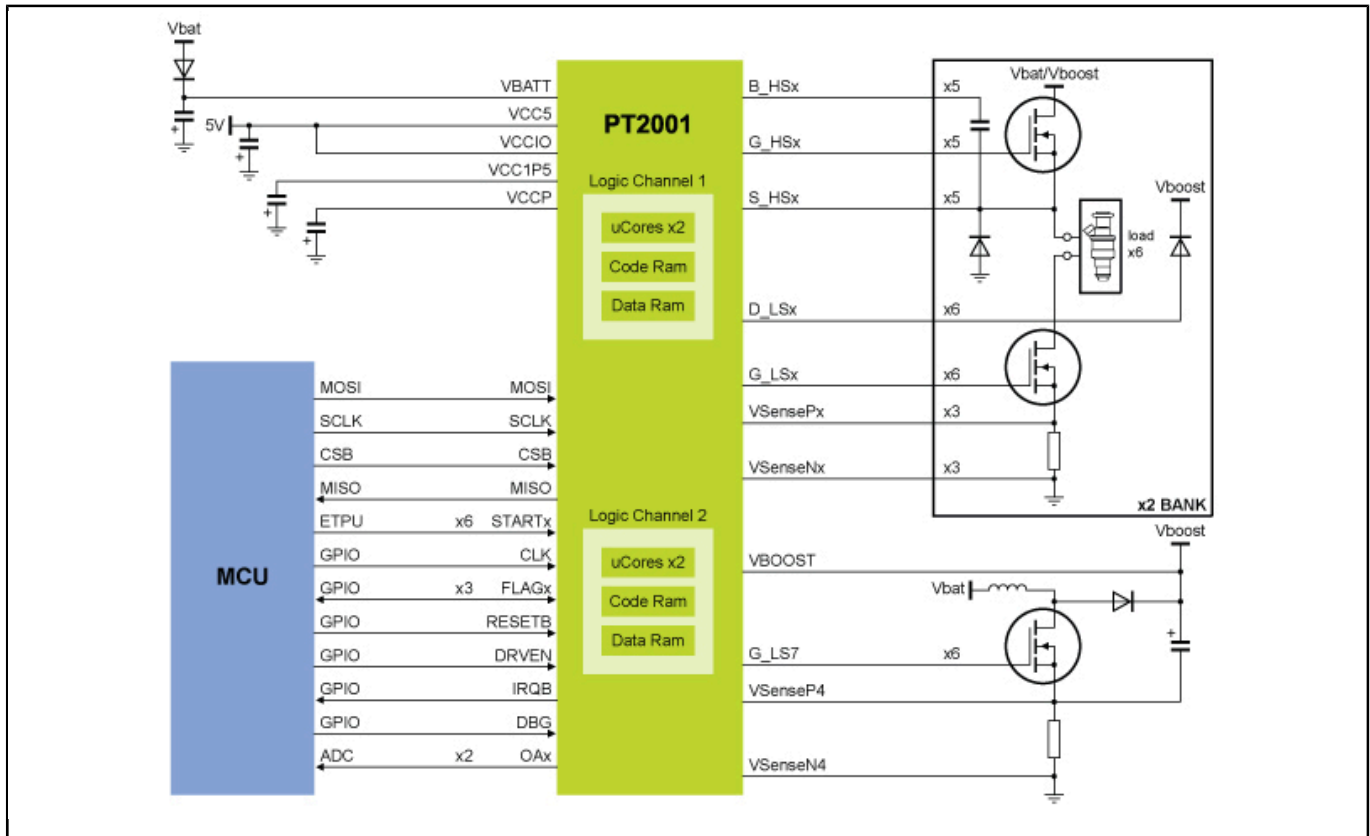 Vbat
VBATT
5V
VCC5
VCCIO
VCC1P5
VCCP
PT2001
Logic Channel 1
uCores x2
Code Ram
Data Ram
B_HSx x5
G_HSx x5
S_HSx x5
D_LSx x6
G_LSx x6
VSensePx x3
VSenseNx x3
Vbat/Vboost
Vboost
load
x6
x2 BANK
MCU
MOSI MOSI
SCLK SCLK
CSB CSB
MISO MISO
ETPU x6 STARTx
GPIO CLK
GPIO x3 FLAGx
GPIO RESETB
GPIO DRVEN
GPIO IRQB
GPIO DBG
ADC x2 OAx
Logic Channel 2
uCores x2
Code Ram
Data Ram
Vboost
VBOOST
Vbat
G_LS7 x6
VSenseP4
VSenseN4